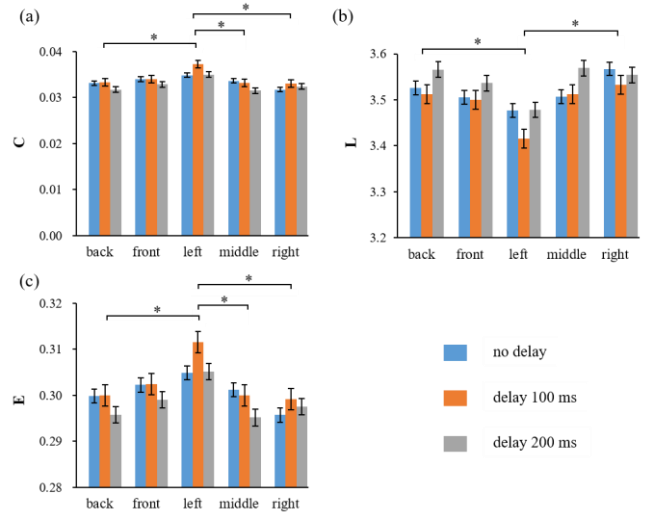 (a)
*
*
*
0.04
0.03
0.02
0.01
0.00
C
back front left middle right
(b)
*
*
3.6
3.5
3.4
3.3
3.2
L
back front left middle right
(c)
*
*
*
0.32
0.31
0.30
0.29
0.28
E
back front left middle right
no delay
delay 100 ms
delay 200 ms